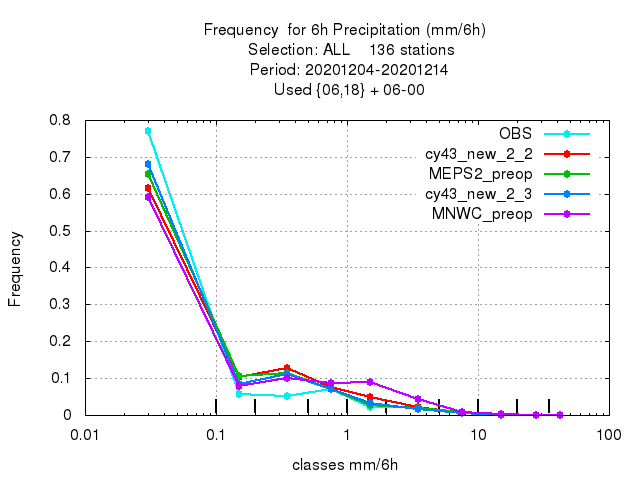 Frequency  for 6h Precipitation (mm/6h)
Selection: ALL    136 stations
Period: 20201204-20201214
Used {06,18} + 06-00
0.8
0.7
0.6
0.5
0.4
0.3
0.2
0.1
0
Frequency
OBS
cy43_new_2_2
MEPS2_preop
cy43_new_2_3
MNWC_preop
0.01 0.1 1 10 100
classes mm/6h